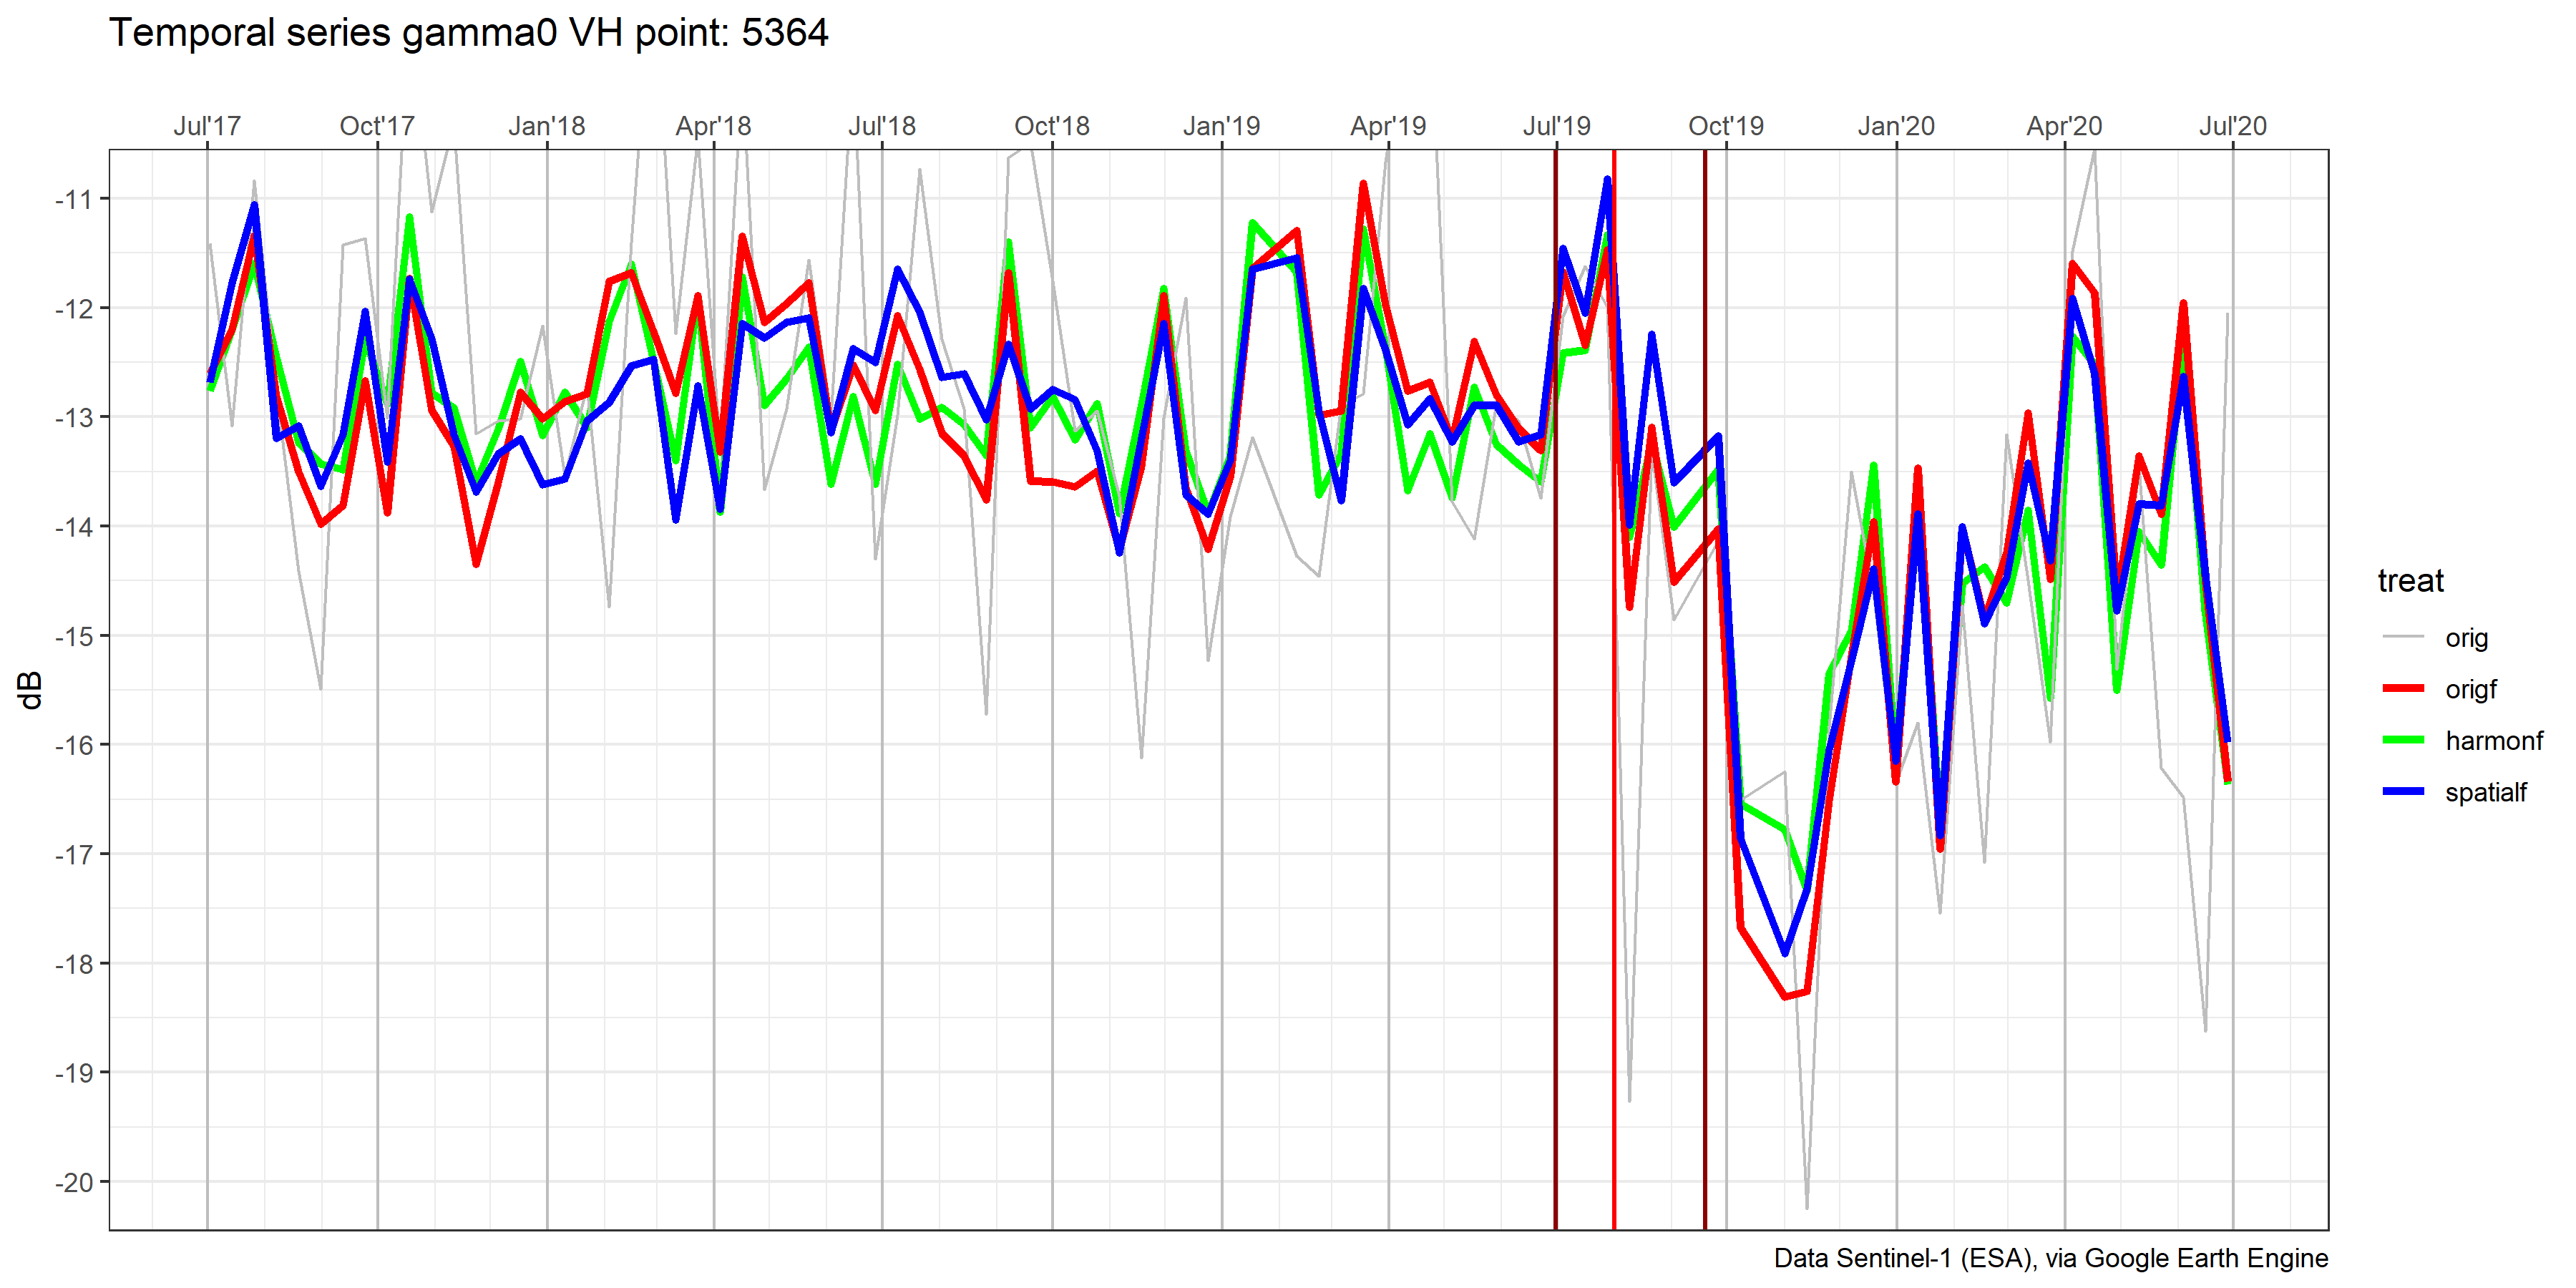 Temporal series gamma0 VH point: 5364
Jul'17 Oct'17 Jan'18 Apr'18 Jul'18 Oct'18 Jan'19 Apr'19 Jul'19 Oct'19 Jan'20 Apr'20 Jul'20
-11
-12
-13
-14
-15
-16
-17
-18
-19
-20
dB
treat
orig
origf
harmonf
spatialf
Data Sentinel-1 (ESA), via Google Earth Engine